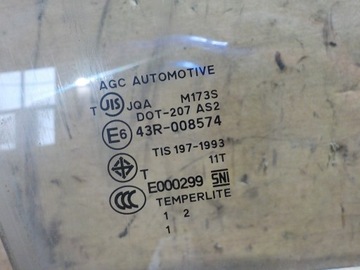 AGC AUTOMOTIVE
T JIS JQA M173S
DOT-207 AS2
E6 43R-008574
TIS 197-1993
T 11T
E000299 SNI
CCC TEMPERLITE
1 2
1